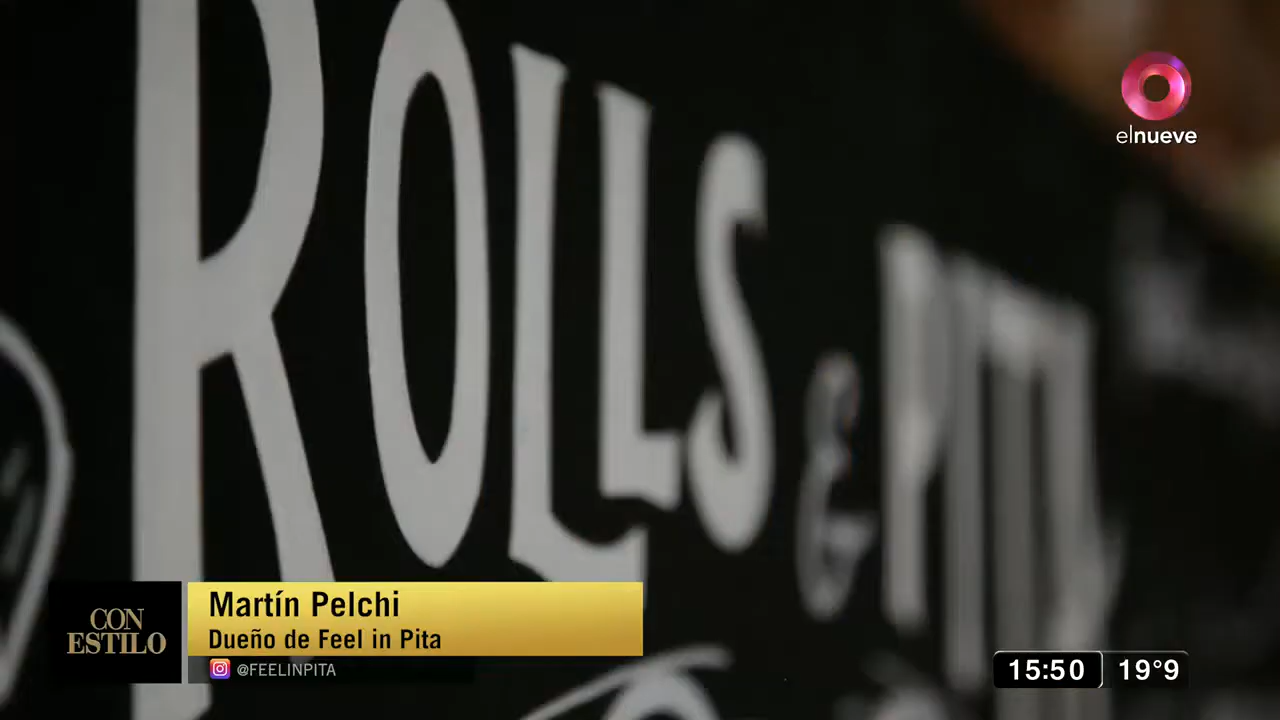 ROLLS & PITA
elnueve
CON
ESTILO
Martín Pelchi
Dueño de Feel in Pita
@FEELINPITA
15:50
19°9